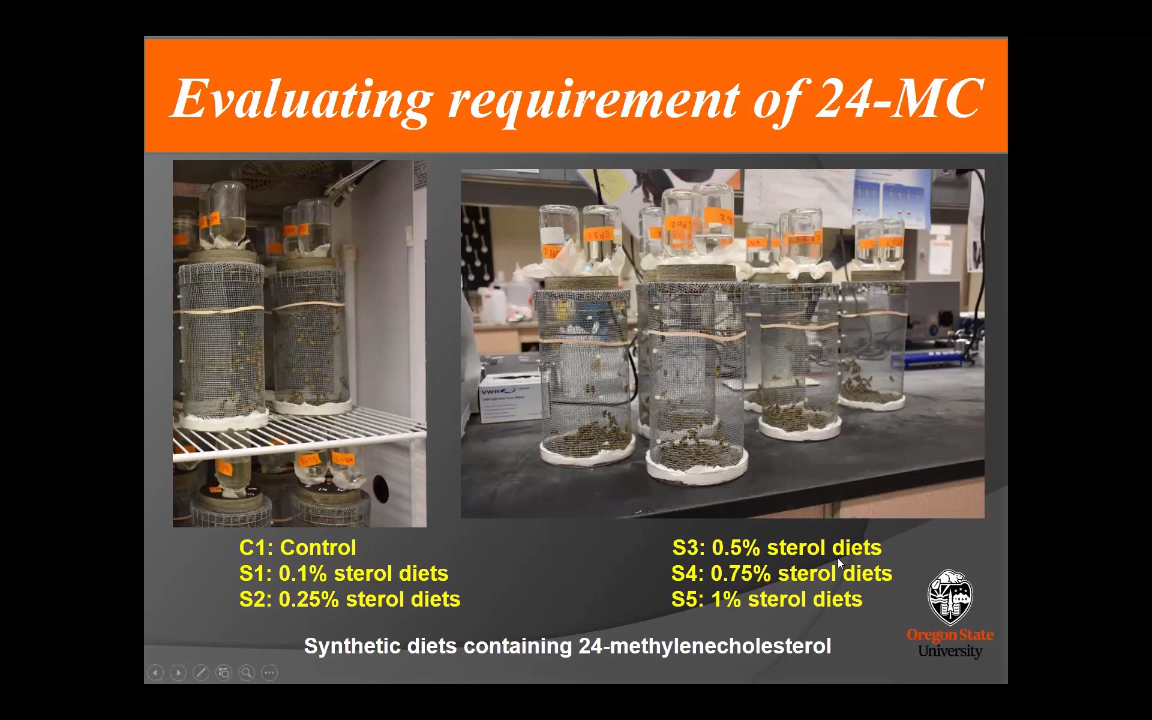 Evaluating requirement of 24-MC
VWR
C1: Control
S1: 0.1% sterol diets
S2: 0.25% sterol diets
S3: 0.5% sterol diets
S4: 0.75% sterol diets
S5: 1% sterol diets
Synthetic diets containing 24-methylenecholesterol
Oregon State
University